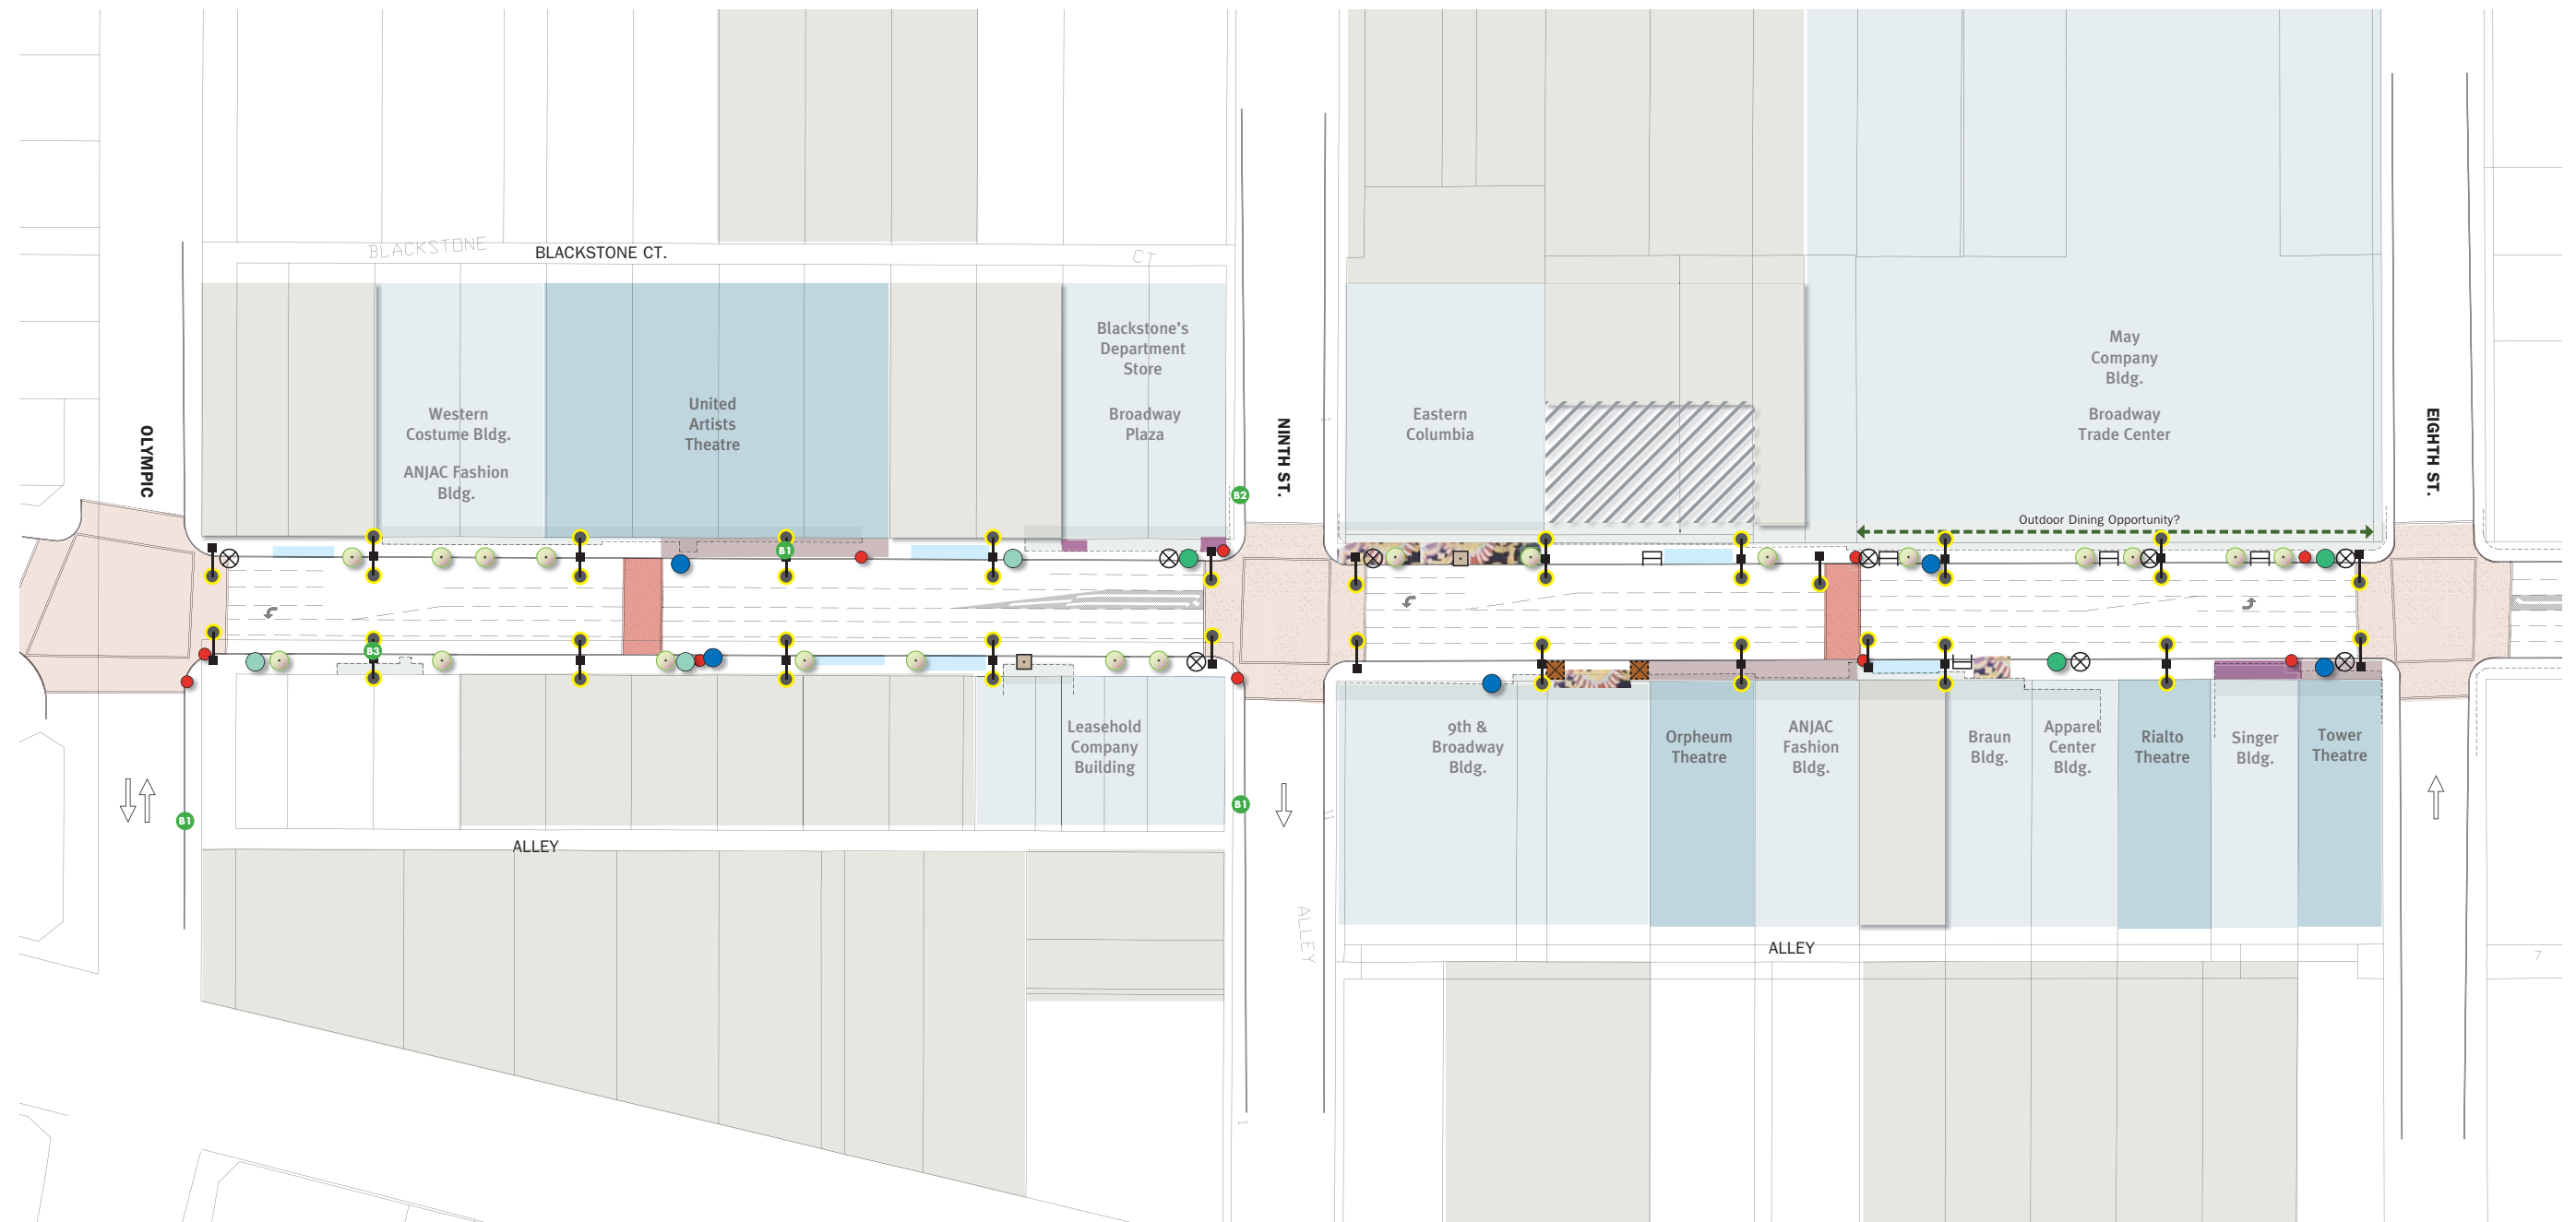 BLACKSTONE
BLACKSTONE CT.
CT
Western
Costume Bldg.
ANJAC Fashion
Bldg.
United
Artists
Theatre
Blackstone's
Department
Store
Broadway
Plaza
Eastern
Columbia
May
Company
Bldg.
Broadway
Trade Center
Outdoor Dining Opportunity?
OLYMPIC
NINTH ST.
EIGHTH ST.
B2
B1
B3
B1
B1
Leasehold
Company
Building
9th &
Broadway
Bldg.
Orpheum
Theatre
ANJAC
Fashion
Bldg.
Braun
Bldg.
Apparel
Center
Bldg.
Rialto
Theatre
Singer
Bldg.
Tower
Theatre
ALLEY
ALLEY
ALLEY
7